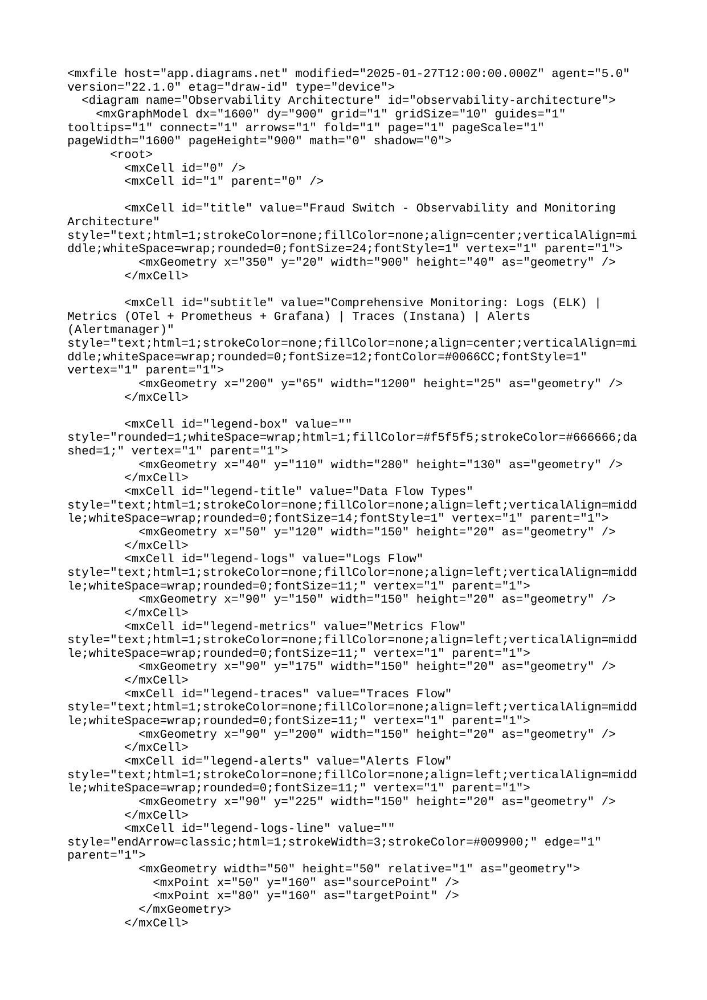 <mxfile host="app.diagrams.net" modified="2025-01-27T12:00:00.000Z" agent="5.0"
version="22.1.0" etag="draw-id" type="device">
  <diagram name="Observability Architecture" id="observability-architecture">
    <mxGraphModel dx="1600" dy="900" grid="1" gridSize="10" guides="1"
tooltips="1" connect="1" arrows="1" fold="1" page="1" pageScale="1"
pageWidth="1600" pageHeight="900" math="0" shadow="0">
      <root>
        <mxCell id="0" />
        <mxCell id="1" parent="0" />

        <mxCell id="title" value="Fraud Switch - Observability and Monitoring
Architecture"
style="text;html=1;strokeColor=none;fillColor=none;align=center;verticalAlign=mi
ddle;whiteSpace=wrap;rounded=0;fontSize=24;fontStyle=1" vertex="1" parent="1">
          <mxGeometry x="350" y="20" width="900" height="40" as="geometry" />
        </mxCell>

        <mxCell id="subtitle" value="Comprehensive Monitoring: Logs (ELK) |
Metrics (OTel + Prometheus + Grafana) | Traces (Instana) | Alerts
(Alertmanager)"
style="text;html=1;strokeColor=none;fillColor=none;align=center;verticalAlign=mi
ddle;whiteSpace=wrap;rounded=0;fontSize=12;fontColor=#0066CC;fontStyle=1"
vertex="1" parent="1">
          <mxGeometry x="200" y="65" width="1200" height="25" as="geometry" />
        </mxCell>

        <mxCell id="legend-box" value=""
style="rounded=1;whiteSpace=wrap;html=1;fillColor=#f5f5f5;strokeColor=#666666;da
shed=1;" vertex="1" parent="1">
          <mxGeometry x="40" y="110" width="280" height="130" as="geometry" />
        </mxCell>
        <mxCell id="legend-title" value="Data Flow Types"
style="text;html=1;strokeColor=none;fillColor=none;align=left;verticalAlign=midd
le;whiteSpace=wrap;rounded=0;fontSize=14;fontStyle=1" vertex="1" parent="1">
          <mxGeometry x="50" y="120" width="150" height="20" as="geometry" />
        </mxCell>
        <mxCell id="legend-logs" value="Logs Flow"
style="text;html=1;strokeColor=none;fillColor=none;align=left;verticalAlign=midd
le;whiteSpace=wrap;rounded=0;fontSize=11;" vertex="1" parent="1">
          <mxGeometry x="90" y="150" width="150" height="20" as="geometry" />
        </mxCell>
        <mxCell id="legend-metrics" value="Metrics Flow"
style="text;html=1;strokeColor=none;fillColor=none;align=left;verticalAlign=midd
le;whiteSpace=wrap;rounded=0;fontSize=11;" vertex="1" parent="1">
          <mxGeometry x="90" y="175" width="150" height="20" as="geometry" />
        </mxCell>
        <mxCell id="legend-traces" value="Traces Flow"
style="text;html=1;strokeColor=none;fillColor=none;align=left;verticalAlign=midd
le;whiteSpace=wrap;rounded=0;fontSize=11;" vertex="1" parent="1">
          <mxGeometry x="90" y="200" width="150" height="20" as="geometry" />
        </mxCell>
        <mxCell id="legend-alerts" value="Alerts Flow"
style="text;html=1;strokeColor=none;fillColor=none;align=left;verticalAlign=midd
le;whiteSpace=wrap;rounded=0;fontSize=11;" vertex="1" parent="1">
          <mxGeometry x="90" y="225" width="150" height="20" as="geometry" />
        </mxCell>
        <mxCell id="legend-logs-line" value=""
style="endArrow=classic;html=1;strokeWidth=3;strokeColor=#009900;" edge="1"
parent="1">
          <mxGeometry width="50" height="50" relative="1" as="geometry">
            <mxPoint x="50" y="160" as="sourcePoint" />
            <mxPoint x="80" y="160" as="targetPoint" />
          </mxGeometry>
        </mxCell>